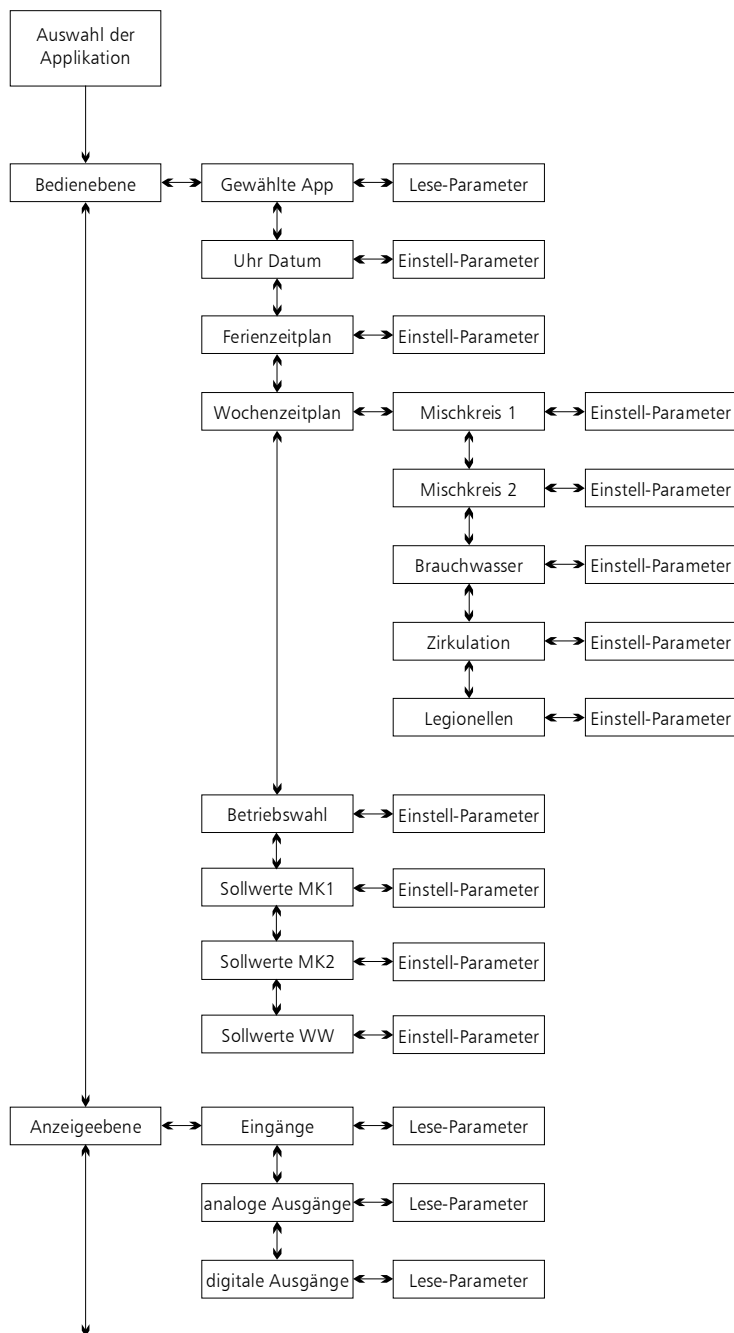 Auswahl der
Applikation
Bedienebene
Gewählte App
Lese-Parameter
Uhr Datum
Einstell-Parameter
Ferienzeitplan
Einstell-Parameter
Wochenzeitplan
Mischkreis 1
Einstell-Parameter
Mischkreis 2
Einstell-Parameter
Brauchwasser
Einstell-Parameter
Zirkulation
Einstell-Parameter
Legionellen
Einstell-Parameter
Betriebswahl
Einstell-Parameter
Sollwerte MK1
Einstell-Parameter
Sollwerte MK2
Einstell-Parameter
Sollwerte WW
Einstell-Parameter
Anzeigeebene
Eingänge
Lese-Parameter
analoge Ausgänge
Lese-Parameter
digitale Ausgänge
Lese-Parameter